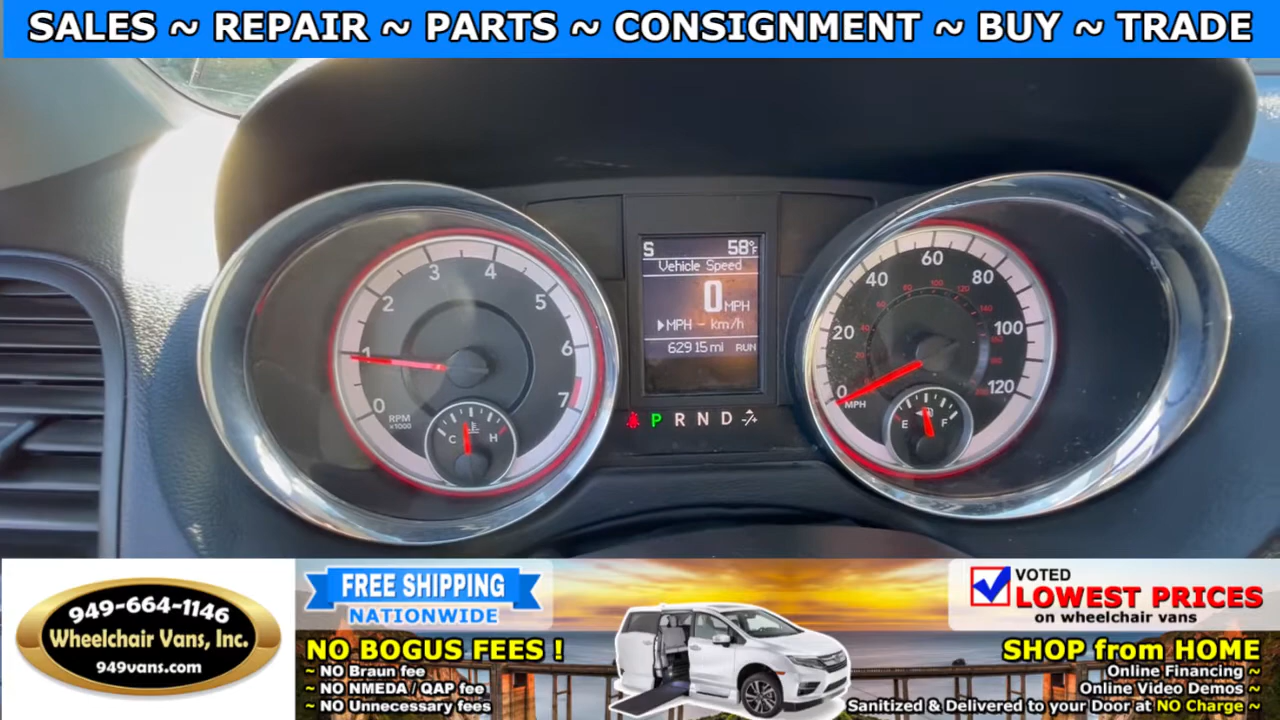 SALES ~ REPAIR ~ PARTS ~ CONSIGNMENT ~ BUY ~ TRADE
0 1 2 3 4 5 6 7
RPM
x1000
C H
S 58°F
Vehicle Speed
0 MPH
MPH - km/h
62915 mi RUN
P R N D
0 20 40 60 80 100 120
MPH
E F
949-664-1146
Wheelchair Vans, Inc.
949vans.com
FREE SHIPPING
NATIONWIDE
NO BOGUS FEES !
~ NO Braun fee
~ NO NMEDA / QAP fee
~ NO Unnecessary fees
VOTED
LOWEST PRICES
on wheelchair vans
SHOP from HOME
Online Financing ~
Online Video Demos ~
Sanitized & Delivered to your Door at NO Charge ~